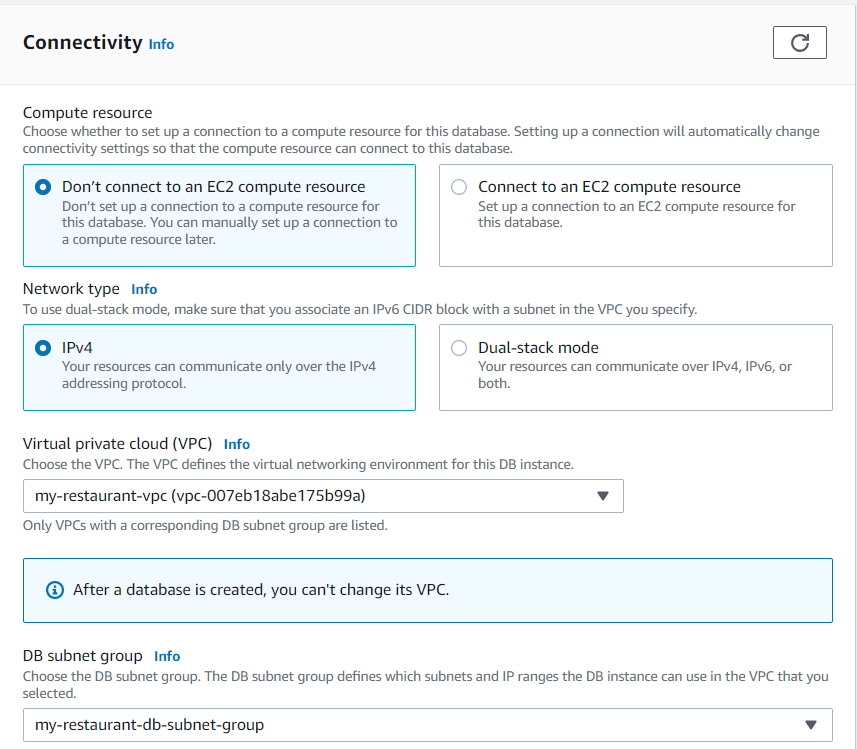 Connectivity Info
Compute resource
Choose whether to set up a connection to a compute resource for this database. Setting up a connection will automatically change
connectivity settings so that the compute resource can connect to this database.
Don’t connect to an EC2 compute resource
Don’t set up a connection to a compute resource for
this database. You can manually set up a connection to
a compute resource later.
Connect to an EC2 compute resource
Set up a connection to an EC2 compute resource for
this database.
Network type Info
To use dual-stack mode, make sure that you associate an IPv6 CIDR block with a subnet in the VPC you specify.
IPv4
Your resources can communicate only over the IPv4
addressing protocol.
Dual-stack mode
Your resources can communicate over IPv4, IPv6, or
both.
Virtual private cloud (VPC) Info
Choose the VPC. The VPC defines the virtual networking environment for this DB instance.
my-restaurant-vpc (vpc-007eb18abe175b99a)
Only VPCs with a corresponding DB subnet group are listed.
After a database is created, you can't change its VPC.
DB subnet group Info
Choose the DB subnet group. The DB subnet group defines which subnets and IP ranges the DB instance can use in the VPC that you
selected.
my-restaurant-db-subnet-group